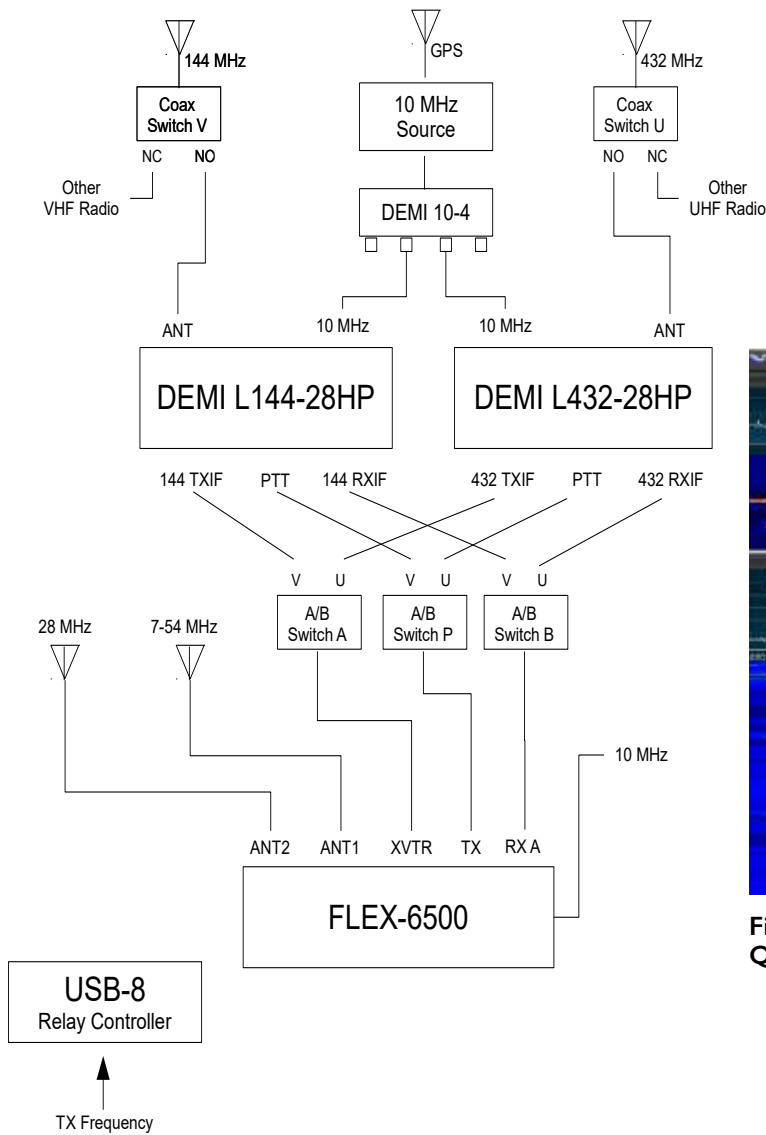 144 MHz
GPS
432 MHz
Coax
Switch V
10 MHz
Source
Coax
Switch U
NC
NO
NO
NC
Other
VHF Radio
DEMI 10-4
Other
UHF Radio
ANT
10 MHz
10 MHz
ANT
DEMI L144-28HP
DEMI L432-28HP
144 TXIF
PTT
144 RXIF
432 TXIF
PTT
432 RXIF
V
U
V
U
V
U
A/B
Switch A
A/B
Switch P
A/B
Switch B
28 MHz
7-54 MHz
10 MHz
ANT2
ANT1
XVTR
TX
RX A
FLEX-6500
USB-8
Relay Controller
TX Frequency